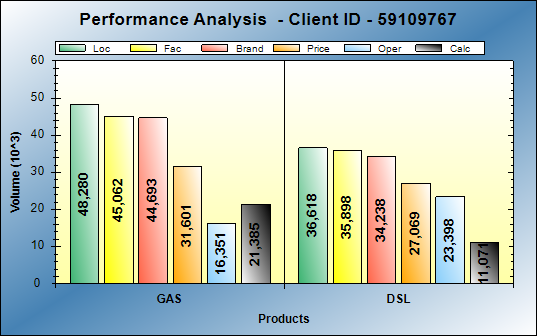 Performance Analysis - Client ID - 59109767
Loc Fac Brand Price Oper Calc
Volume (10^3)
60
50
40
30
20
10
0
48,280 45,062 44,693 31,601 16,351 21,385
36,618 35,898 34,238 27,069 23,398 11,071
GAS DSL
Products